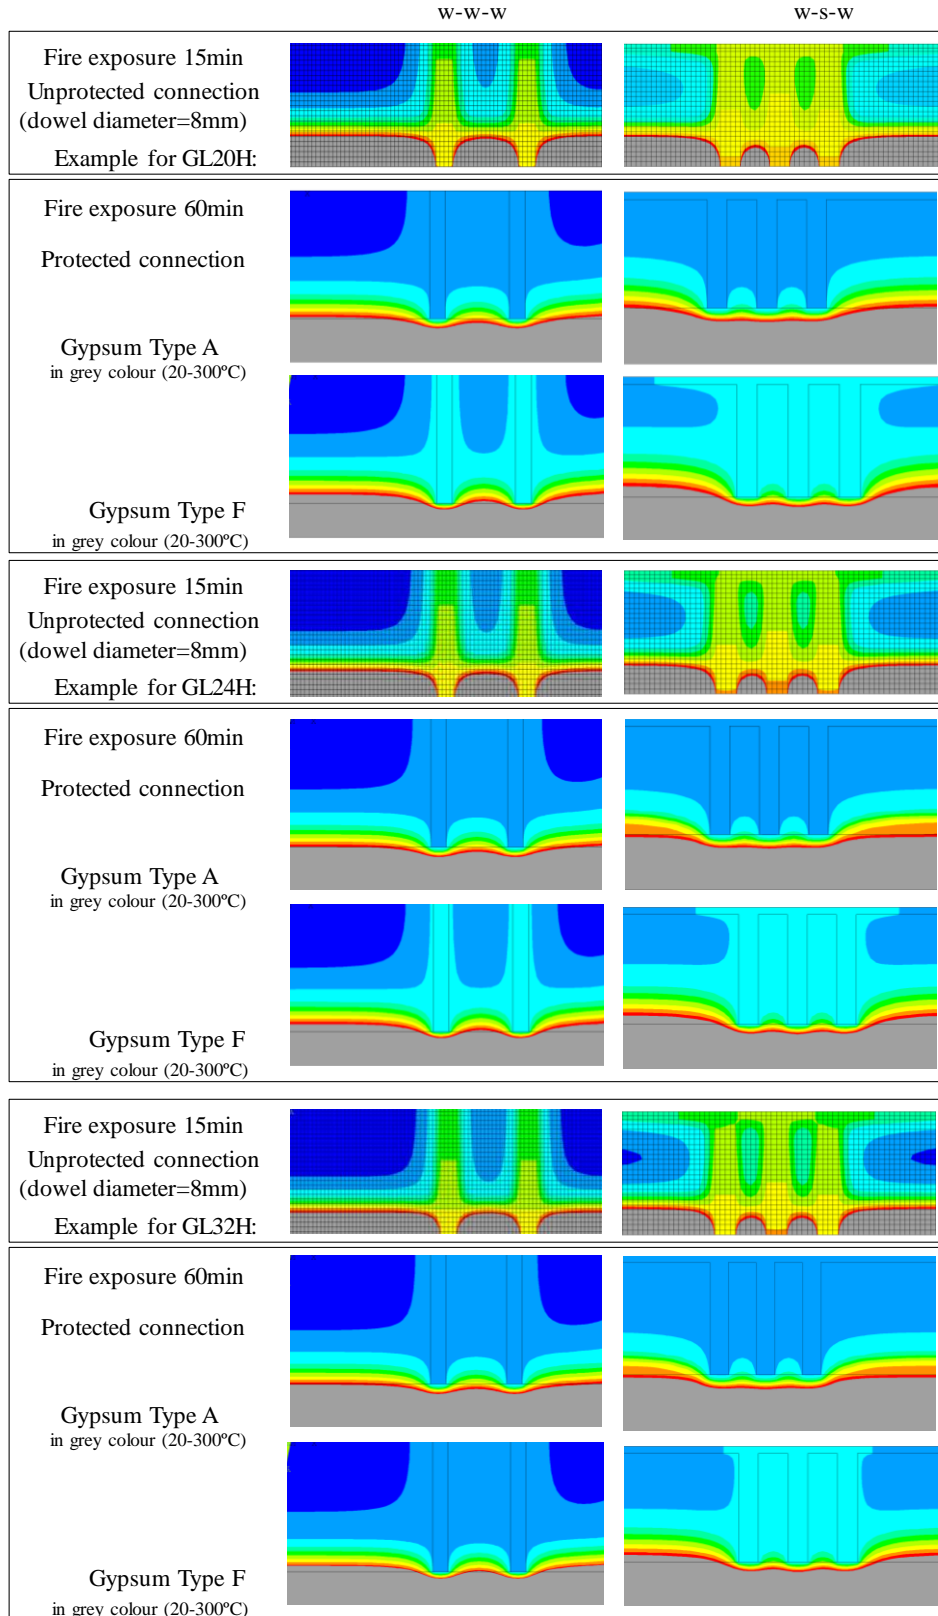 w-w-w w-s-w
Fire exposure 15min
Unprotected connection
(dowel diameter=8mm)
Example for GL20H:
Fire exposure 60min
Protected connection
Gypsum Type A
in grey colour (20-300ºC)
Gypsum Type F
in grey colour (20-300ºC)
Fire exposure 15min
Unprotected connection
(dowel diameter=8mm)
Example for GL24H:
Fire exposure 60min
Protected connection
Gypsum Type A
in grey colour (20-300ºC)
Gypsum Type F
in grey colour (20-300ºC)
Fire exposure 15min
Unprotected connection
(dowel diameter=8mm)
Example for GL32H:
Fire exposure 60min
Protected connection
Gypsum Type A
in grey colour (20-300ºC)
Gypsum Type F
in grey colour (20-300ºC)